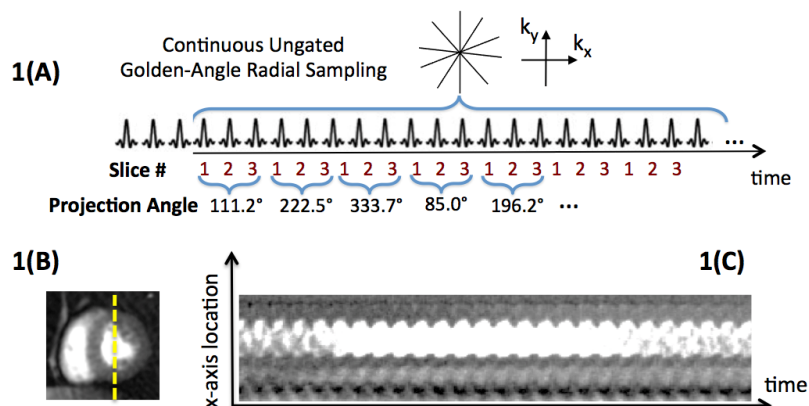 Continuous Ungated
Golden-Angle Radial Sampling
ky
kx
1(A)
...
Slice # 1 2 3 1 2 3 1 2 3 1 2 3 1 2 3 1 2 3 1 2 3
time
Projection Angle 111.2° 222.5° 333.7° 85.0° 196.2° ...
1(B)
1(C)
x-axis location
time